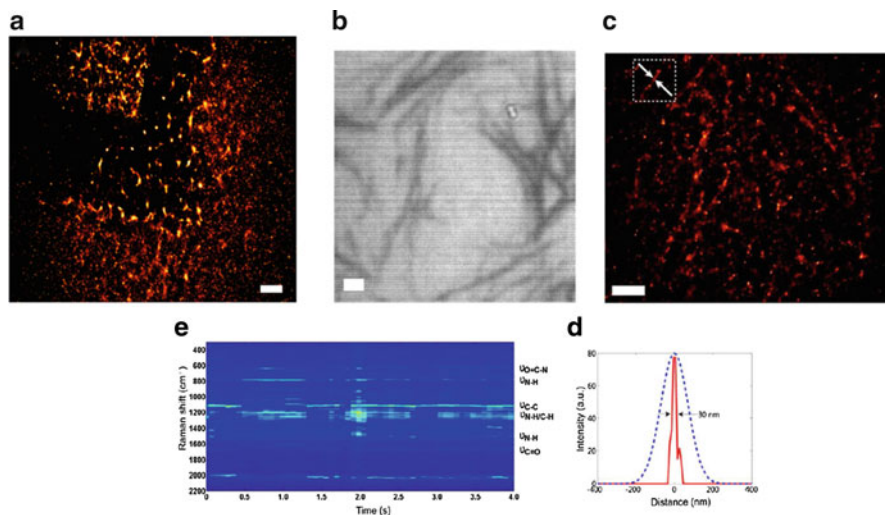 a
b
c
e
d
400
600
800
1000
1200
1400
1600
1800
2000
2200
Raman shift (cm-1)
0
0.5
1.0
1.5
2.0
2.5
3.0
3.5
4.0
Time (s)
υO=C-N
υN-H
υC-C
υN-H/C-H
υN-H
υC=O
80
60
40
20
0
Intensity (a.u.)
30 nm
-400
-200
0
200
400
Distance (nm)